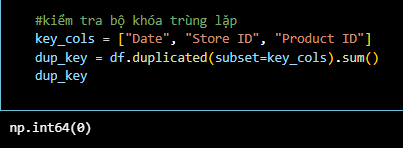 #kiểm tra bộ khóa trùng lặp
key_cols = ["Date", "Store ID", "Product ID"]
dup_key = df.duplicated(subset=key_cols).sum()
dup_key
np.int64(0)